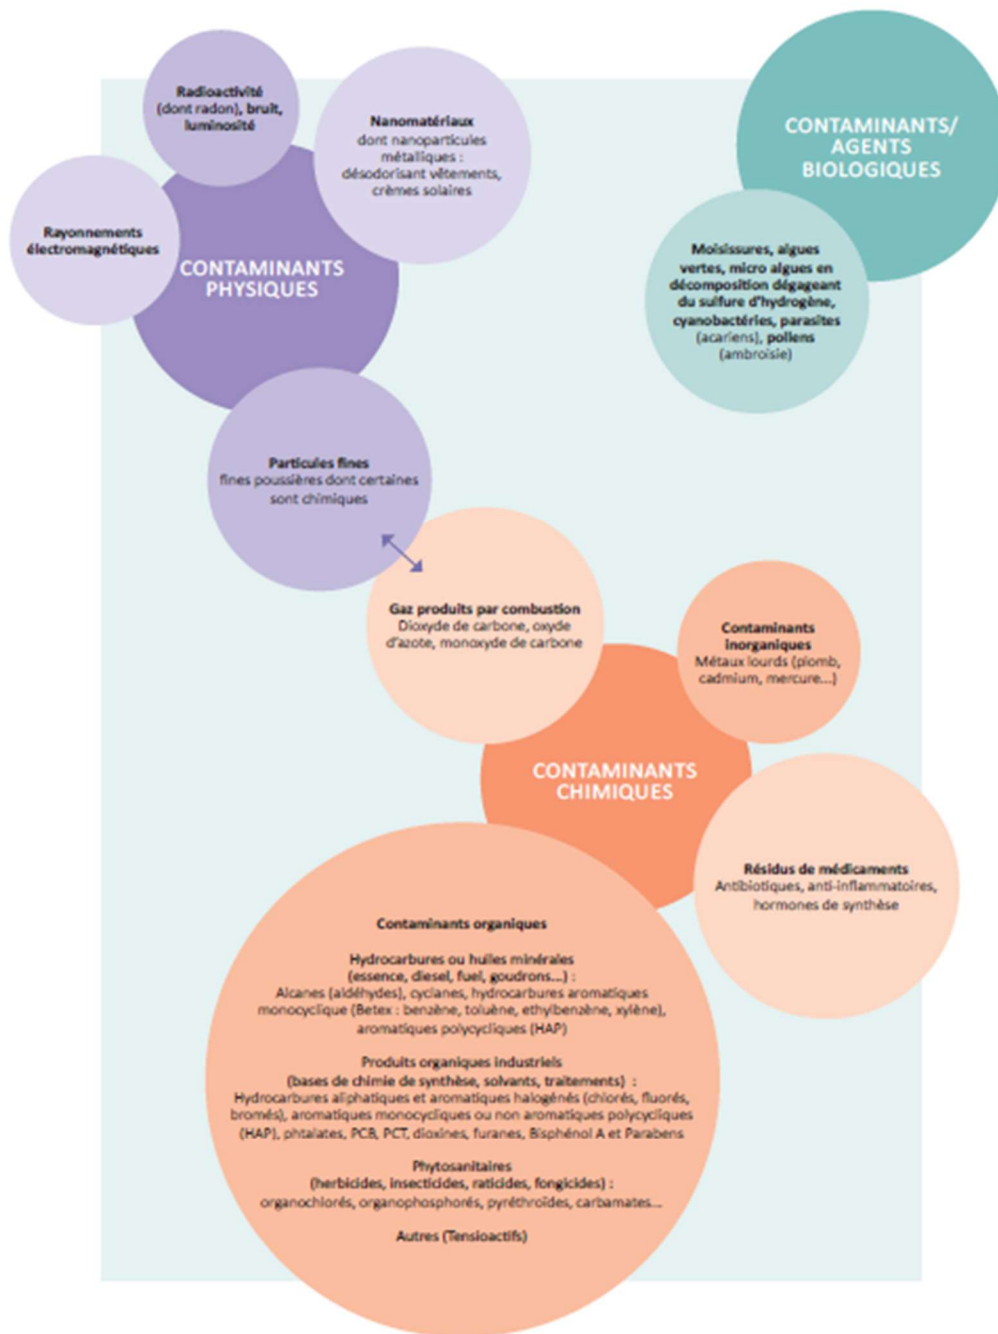 Radioactivité
(dont radon), bruit,
luminosité
Nanomatériaux
dont nanoparticules
métalliques :
désodorisant vêtements,
crèmes solaires
CONTAMINANTS/
AGENTS
BIOLOGIQUES
Rayonnements
électromagnétiques
CONTAMINANTS
PHYSIQUES
Moisissures, algues
vertes, micro algues en
décomposition dégageant
du sulfure d'hydrogène,
cyanobactéries, parasites
(acariens), pollens
(ambroisie)
Particules fines
fines poussières dont certaines
sont chimiques
Gaz produits par combustion
Dioxyde de carbone, oxyde
d'azote, monoxyde de carbone
Contaminants
inorganiques
Métaux lourds (plomb,
cadmium, mercure...)
CONTAMINANTS
CHIMIQUES
Résidus de médicaments
Antibiotiques, anti-inflammatoires,
hormones de synthèse
Contaminants organiques
Hydrocarbures ou huiles minérales
(essence, diesel, fuel, goudrons...) :
Alcanes (aldéhydes), cyclanes, hydrocarbures aromatiques
monocyclique (Betex : benzène, toluène, ethylbenzène, xylène),
aromatiques polycycliques (HAP)
Produits organiques industriels
(bases de chimie de synthèse, solvants, traitements) :
Hydrocarbures aliphatiques et aromatiques halogénés (chlorés, fluorés,
bromés), aromatiques monocycliques ou non aromatiques polycycliques
(HAP), phtalates, PCB, PCT, dioxines, furanes, Bisphénol A et Parabens
Phytosanitaires
(herbicides, insecticides, raticides, fongicides) :
organochlorés, organophosphorés, pyréthroïdes, carbamates...
Autres (Tensioactifs)